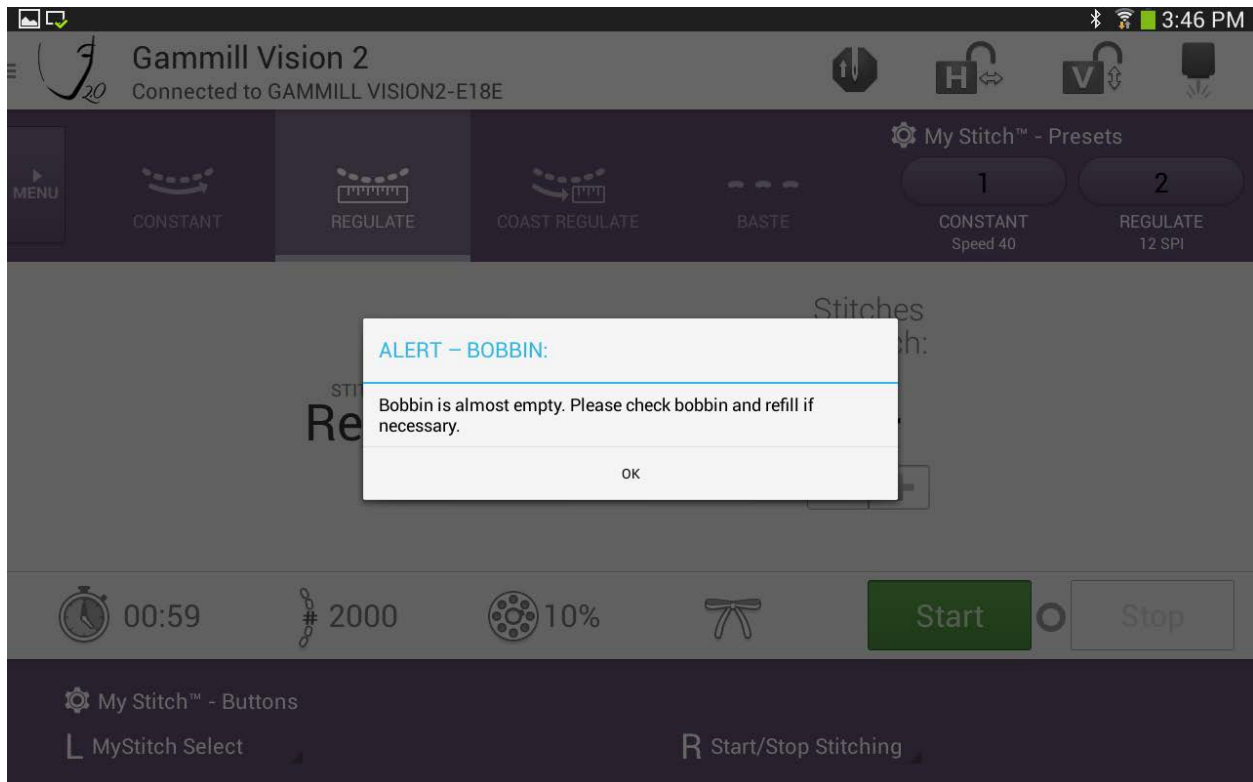 3:46 PM
J20
Gammill Vision 2
Connected to GAMMILL VISION2-E18E
H
V
MENU
CONSTANT
REGULATE
COAST REGULATE
BASTE
My Stitch™ - Presets
1
2
CONSTANT
Speed 40
REGULATE
12 SPI
Stitches
ALERT – BOBBIN:
Bobbin is almost empty. Please check bobbin and refill if
necessary.
OK
00:59
# 2000
10%
Start
Stop
My Stitch™ - Buttons
L MyStitch Select
R Start/Stop Stitching